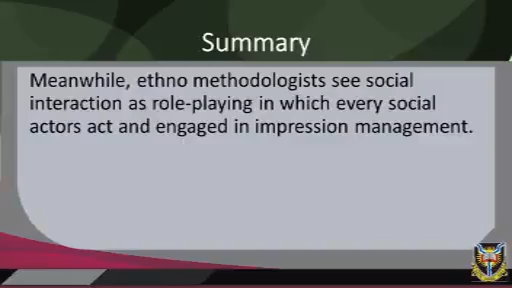 Summary
Meanwhile, ethno methodologists see social
interaction as role-playing in which every social
actors act and engaged in impression management.